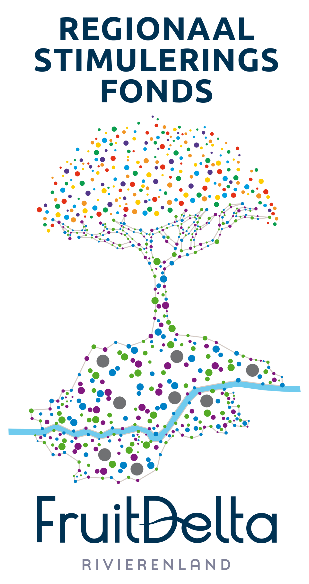 REGIONAAL
STIMULERINGS
FONDS
FruitDelta
RIVIERENLAND